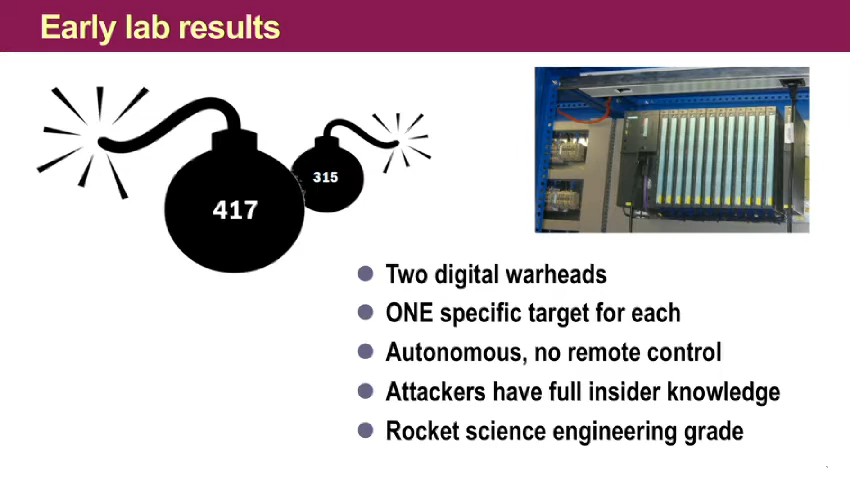 Early lab results
417
315
Two digital warheads
ONE specific target for each
Autonomous, no remote control
Attackers have full insider knowledge
Rocket science engineering grade